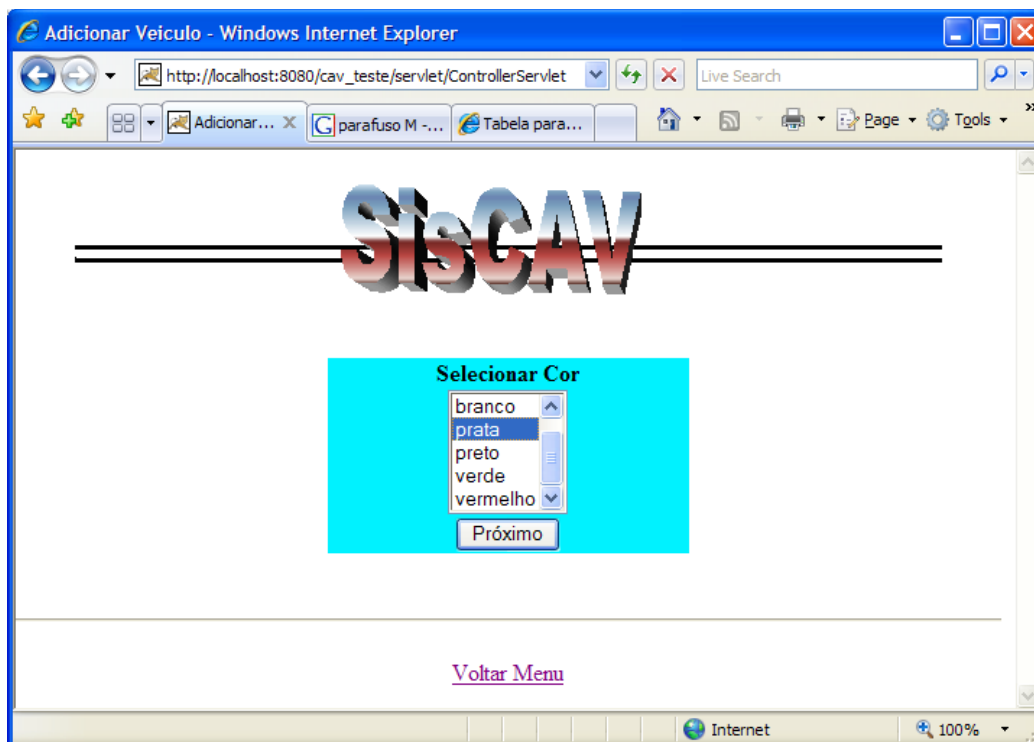 Adicionar Veiculo - Windows Internet Explorer
http://localhost:8080/cav_teste/servlet/ControllerServlet Live Search
Adicionar... parafuso M -... Tabela para... Page Tools
SisCAV
Selecionar Cor
branco
prata
preto
verde
vermelho
Próximo
Voltar Menu
Internet 100%